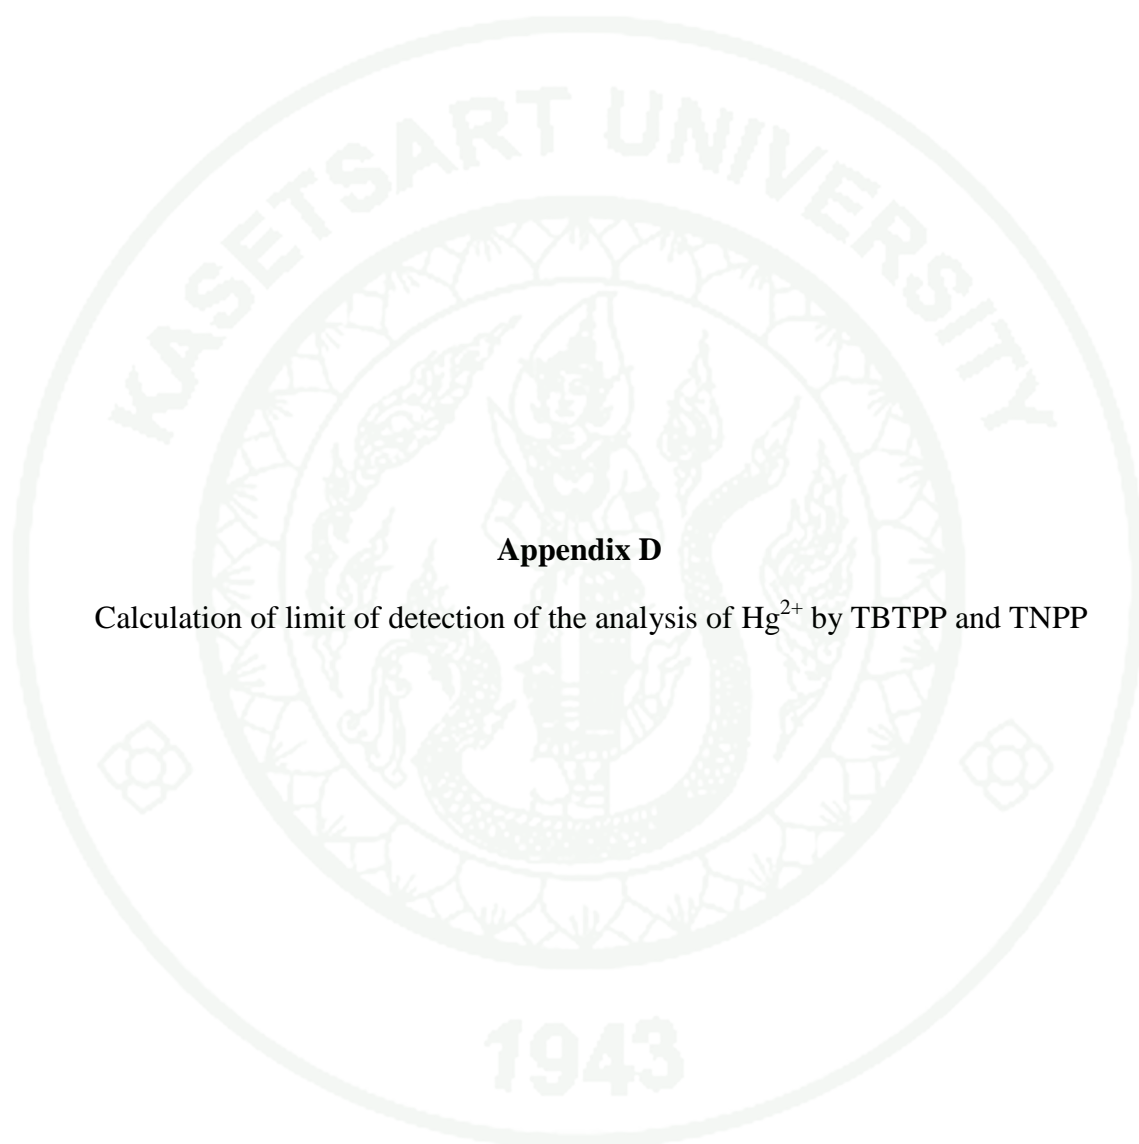 KASETSART UNIVERSITY
Appendix D
Calculation of limit of detection of the analysis of Hg²⁺ by TBTPP and TNPP
1943